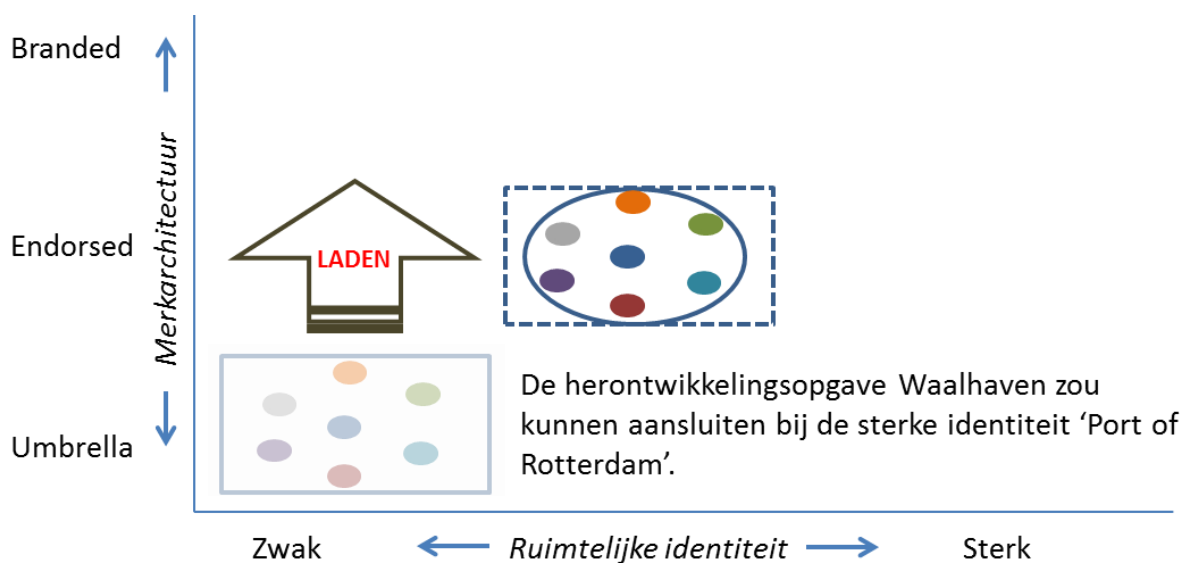 Branded
Merkarchitectuur
Endorsed
LADEN
Umbrella
De herontwikkelingsopgave Waalhaven zou
kunnen aansluiten bij de sterke identiteit ‘Port of
Rotterdam’.
Zwak
Ruimtelijke identiteit
Sterk